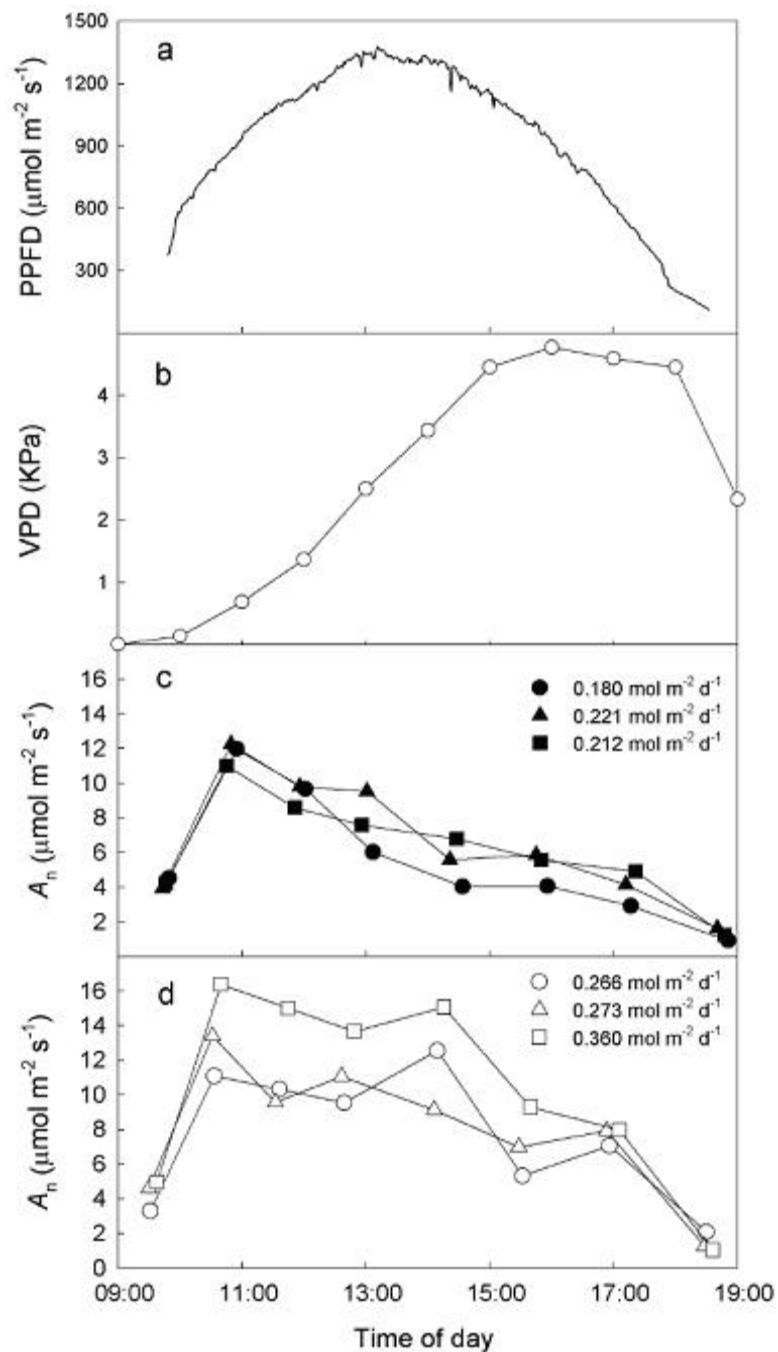 a
1500
1200
900
600
300
PPFD (μmol m⁻² s⁻¹)
b
4
3
2
1
VPD (KPa)
c
16
14
12
10
8
6
4
2
Aₙ (μmol m⁻² s⁻¹)
0.180 mol m⁻² d⁻¹
0.221 mol m⁻² d⁻¹
0.212 mol m⁻² d⁻¹
d
16
14
12
10
8
6
4
2
0
Aₙ (μmol m⁻² s⁻¹)
0.266 mol m⁻² d⁻¹
0.273 mol m⁻² d⁻¹
0.360 mol m⁻² d⁻¹
09:00 11:00 13:00 15:00 17:00 19:00
Time of day